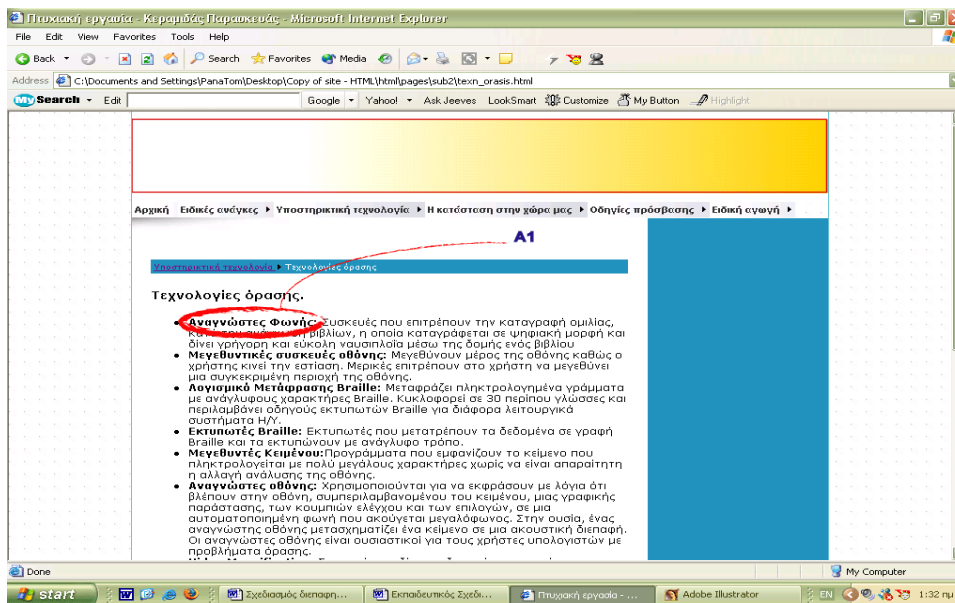 Πτυχιακή εργασία - Κεραμιδάς Παρασκευάς - Microsoft Internet Explorer
File Edit View Favorites Tools Help
Back Search Favorites Media
Address C:\Documents and Settings\PanaTom\Desktop\Copy of site - HTML\html\pages\sub2\texn_orasis.html
My Search Edit Google Yahoo! Ask Jeeves LookSmart Customize My Button Highlight
Αρχική Ειδικές ανάγκες Υποστηρικτική τεχνολογία Η κατάσταση στην χώρα μας Οδηγίες πρόσβασης Ειδική αγωγή
A1
Υποστηρικτική τεχνολογία Τεχνολογίες όρασης
Τεχνολογίες όρασης.
Αναγνώστες Φωνής: Συσκευές που επιτρέπουν την καταγραφή ομιλίας,
βιβλίων, η οποία καταγράφεται σε ψηφιακή μορφή και
δίνει γρήγορη και εύκολη ναυσιπλοΐα μέσω της δομής ενός βιβλίου
Μεγεθυντικές συσκευές οθόνης: Μεγεθύνουν μέρος της οθόνης καθώς ο
χρήστης κινεί την εστίαση. Μερικές επιτρέπουν στο χρήστη να μεγεθύνει
μια συγκεκριμένη περιοχή της οθόνης.
Λογισμικό Μετάφρασης Braille: Μεταφράζει πληκτρολογημένα γράμματα
με ανάγλυφους χαρακτήρες Braille. Κυκλοφορεί σε 30 περίπου γλώσσες και
περιλαμβάνει οδηγούς εκτυπωτών Braille για διάφορα λειτουργικά
συστήματα Η/Υ.
Εκτυπωτές Braille: Εκτυπωτές που μετατρέπουν τα δεδομένα σε γραφή
Braille και τα εκτυπώνουν με ανάγλυφο τρόπο.
Μεγεθυντές Κειμένου:Προγράμματα που εμφανίζουν το κείμενο που
πληκτρολογείται με πολύ μεγάλους χαρακτήρες χωρίς να είναι απαραίτητη
η αλλαγή ανάλυσης της οθόνης.
Αναγνώστες οθόνης: Χρησιμοποιούνται για να εκφράσουν με λόγια ότι
βλέπουν στην οθόνη, συμπεριλαμβανομένου του κειμένου, μιας γραφικής
παράστασης, των κουμπιών ελέγχου και των επιλογών, σε μια
αυτοματοποιημένη φωνή που ακούγεται μεγαλόφωνος. Στην ουσία, ένας
αναγνώστης οθόνης μετασχηματίζει ένα κείμενο σε μια ακουστική διεπαφή.
Οι αναγνώστες οθόνης είναι ουσιαστικοί για τους χρήστες υπολογιστών με
προβλήματα όρασης.
Done My Computer
start Σχεδιασμός διεπαφη... Εκπαιδευτικός Σχεδι... Πτυχιακή εργασία - ... Adobe Illustrator EN 1:32 πμ